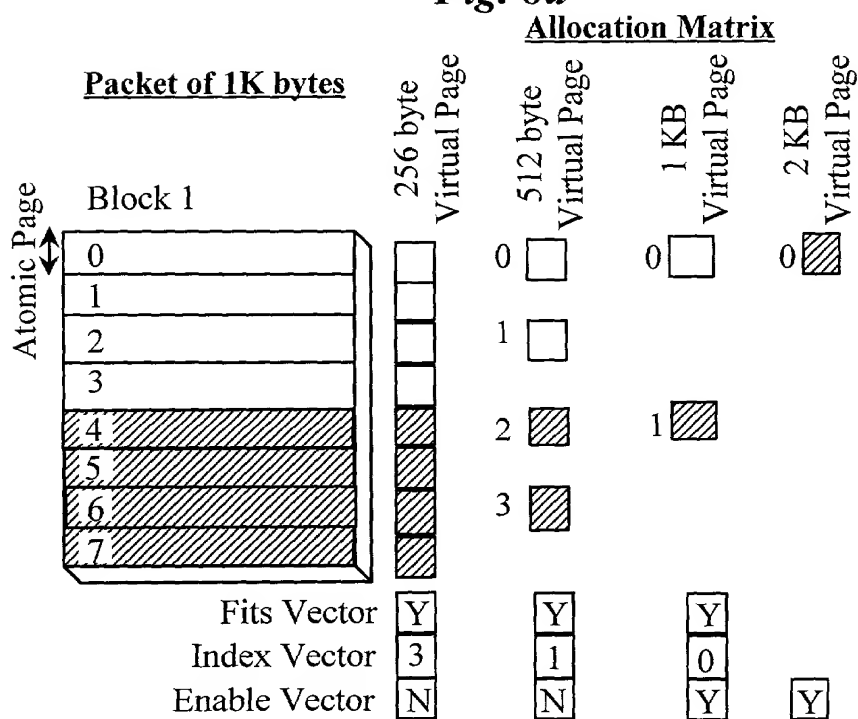 Fig. 6a
Allocation Matrix
Packet of 1K bytes
256 byte
Virtual Page
512 byte
Virtual Page
1 KB
Virtual Page
2 KB
Virtual Page
Block 1
Atomic Page
0
1
2
3
4
5
6
7
0
1
2
3
0
1
0
Fits Vector Y Y Y
Index Vector 3 1 0
Enable Vector N N Y Y